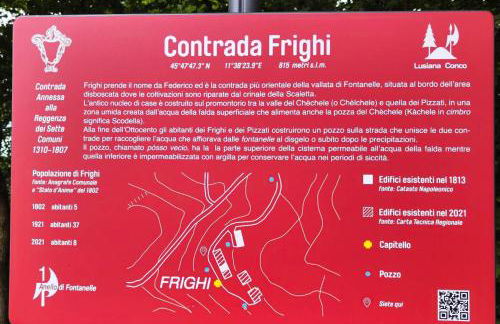 Contrada Frighi
45°47'47.3" N 11°38'23.9"E 815 metri s.l.m.
Lusiana Conco
Contrada
Annessa
alla
Reggenza
dei Sette
Comuni
1310-1807
Frighi prende il nome da Federico ed è la contrada più orientale della vallata di Fontanelle, situata al bordo dell'area
disboscata dove le coltivazioni sono riparate dal crinale della Scaletta.
L'antico nucleo di case è costruito sul promontorio tra la valle del Chèchele (o Chèlchele) e quella dei Pizzati, in una
zona umida creata dall'acqua della falda superficiale che alimenta anche la pozza del Chèchele (Kàchele in cimbro
significa Scodella).
Alla fine dell'Ottocento gli abitanti dei Frighi e dei Pizzati costruirono un pozzo sulla strada che unisce le due con-
trade per raccogliere l'acqua che affiorava dalle fontanelle al disgelo o subito dopo le precipitazioni.
Il pozzo, chiamato pòsso vecio, ha la parte superiore della cisterna permeabile all'acqua della falda mentre
quella inferiore è impermeabilizzata con argilla per conservare l'acqua nei periodi di siccità.
Popolazione di Frighi
fonte: Anagrafe Comunale
e "Stato d'Anime" del 1802
1802 abitanti 5
1921 abitanti 37
2021 abitanti 8
Anello di Fontanelle
FRIGHI
Edifici esistenti nel 1813
fonte: Catasto Napoleonico
Edifici esistenti nel 2021
fonte: Carta Tecnica Regionale
Capitello
Pozzo
Siete qui